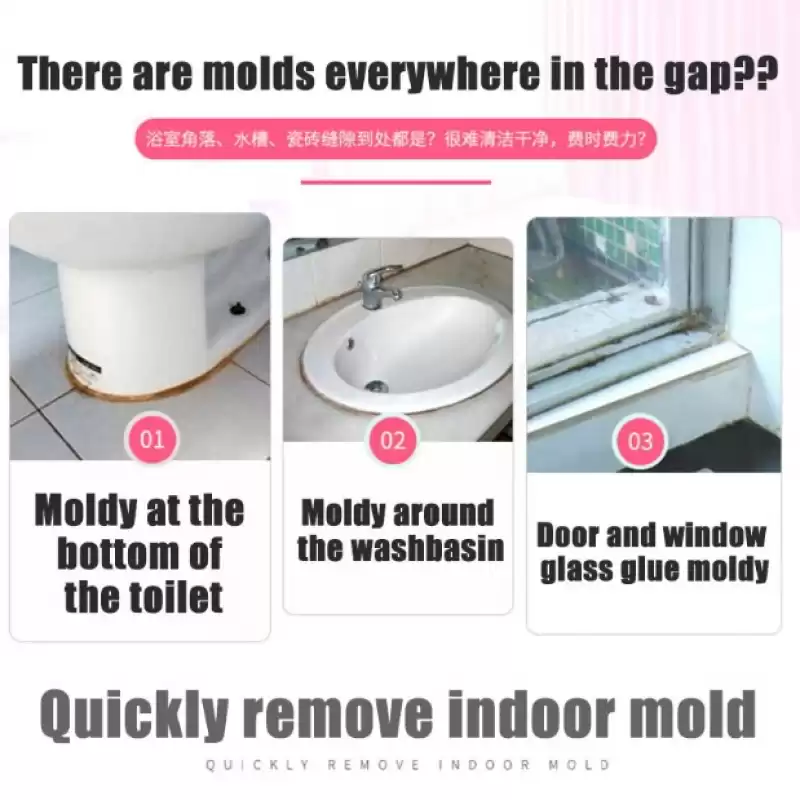 There are molds everywhere in the gap??
浴室角落、水槽、瓷砖缝隙到处都是？很难清洁干净，费时费力？
01
Moldy at the
bottom of
the toilet
02
Moldy around
the washbasin
03
Door and window
glass glue moldy
Quickly remove indoor mold
QUICKLY REMOVE INDOOR MOLD